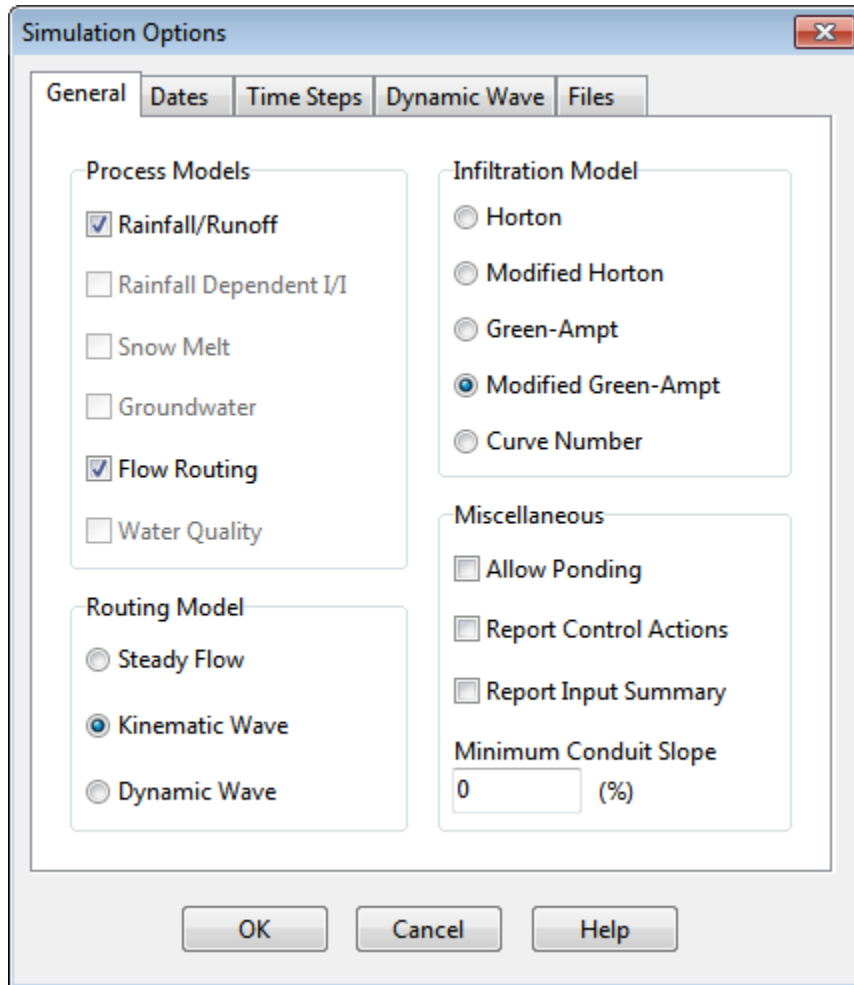 Simulation Options
General
Dates
Time Steps
Dynamic Wave
Files
Process Models
Rainfall/Runoff
Rainfall Dependent I/I
Snow Melt
Groundwater
Flow Routing
Water Quality
Routing Model
Steady Flow
Kinematic Wave
Dynamic Wave
Infiltration Model
Horton
Modified Horton
Green-Ampt
Modified Green-Ampt
Curve Number
Miscellaneous
Allow Ponding
Report Control Actions
Report Input Summary
Minimum Conduit Slope
0 (%)
OK
Cancel
Help